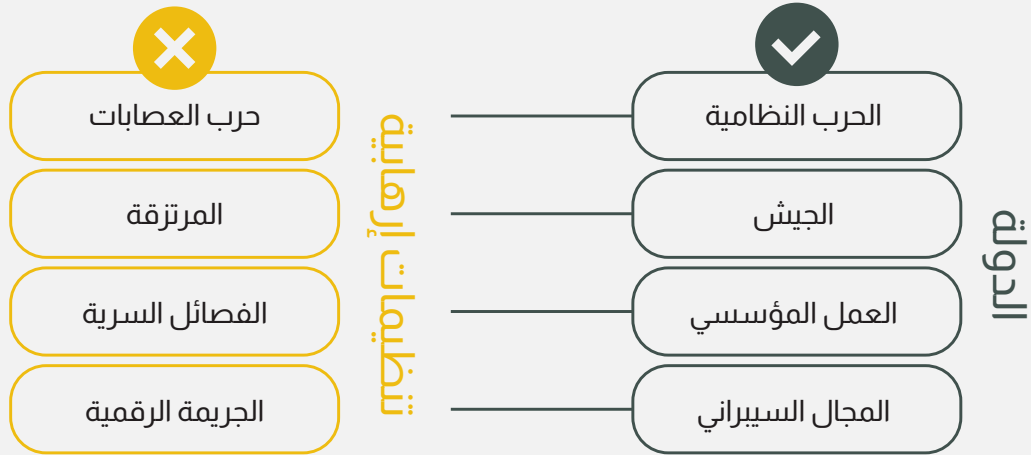 الدولة
الحرب النظامية
الجيش
العمل المؤسسي
المجال السيبراني
تنظيمات إرهابية
حرب العصابات
المرتزقة
الفصائل السرية
الجريمة الرقمية